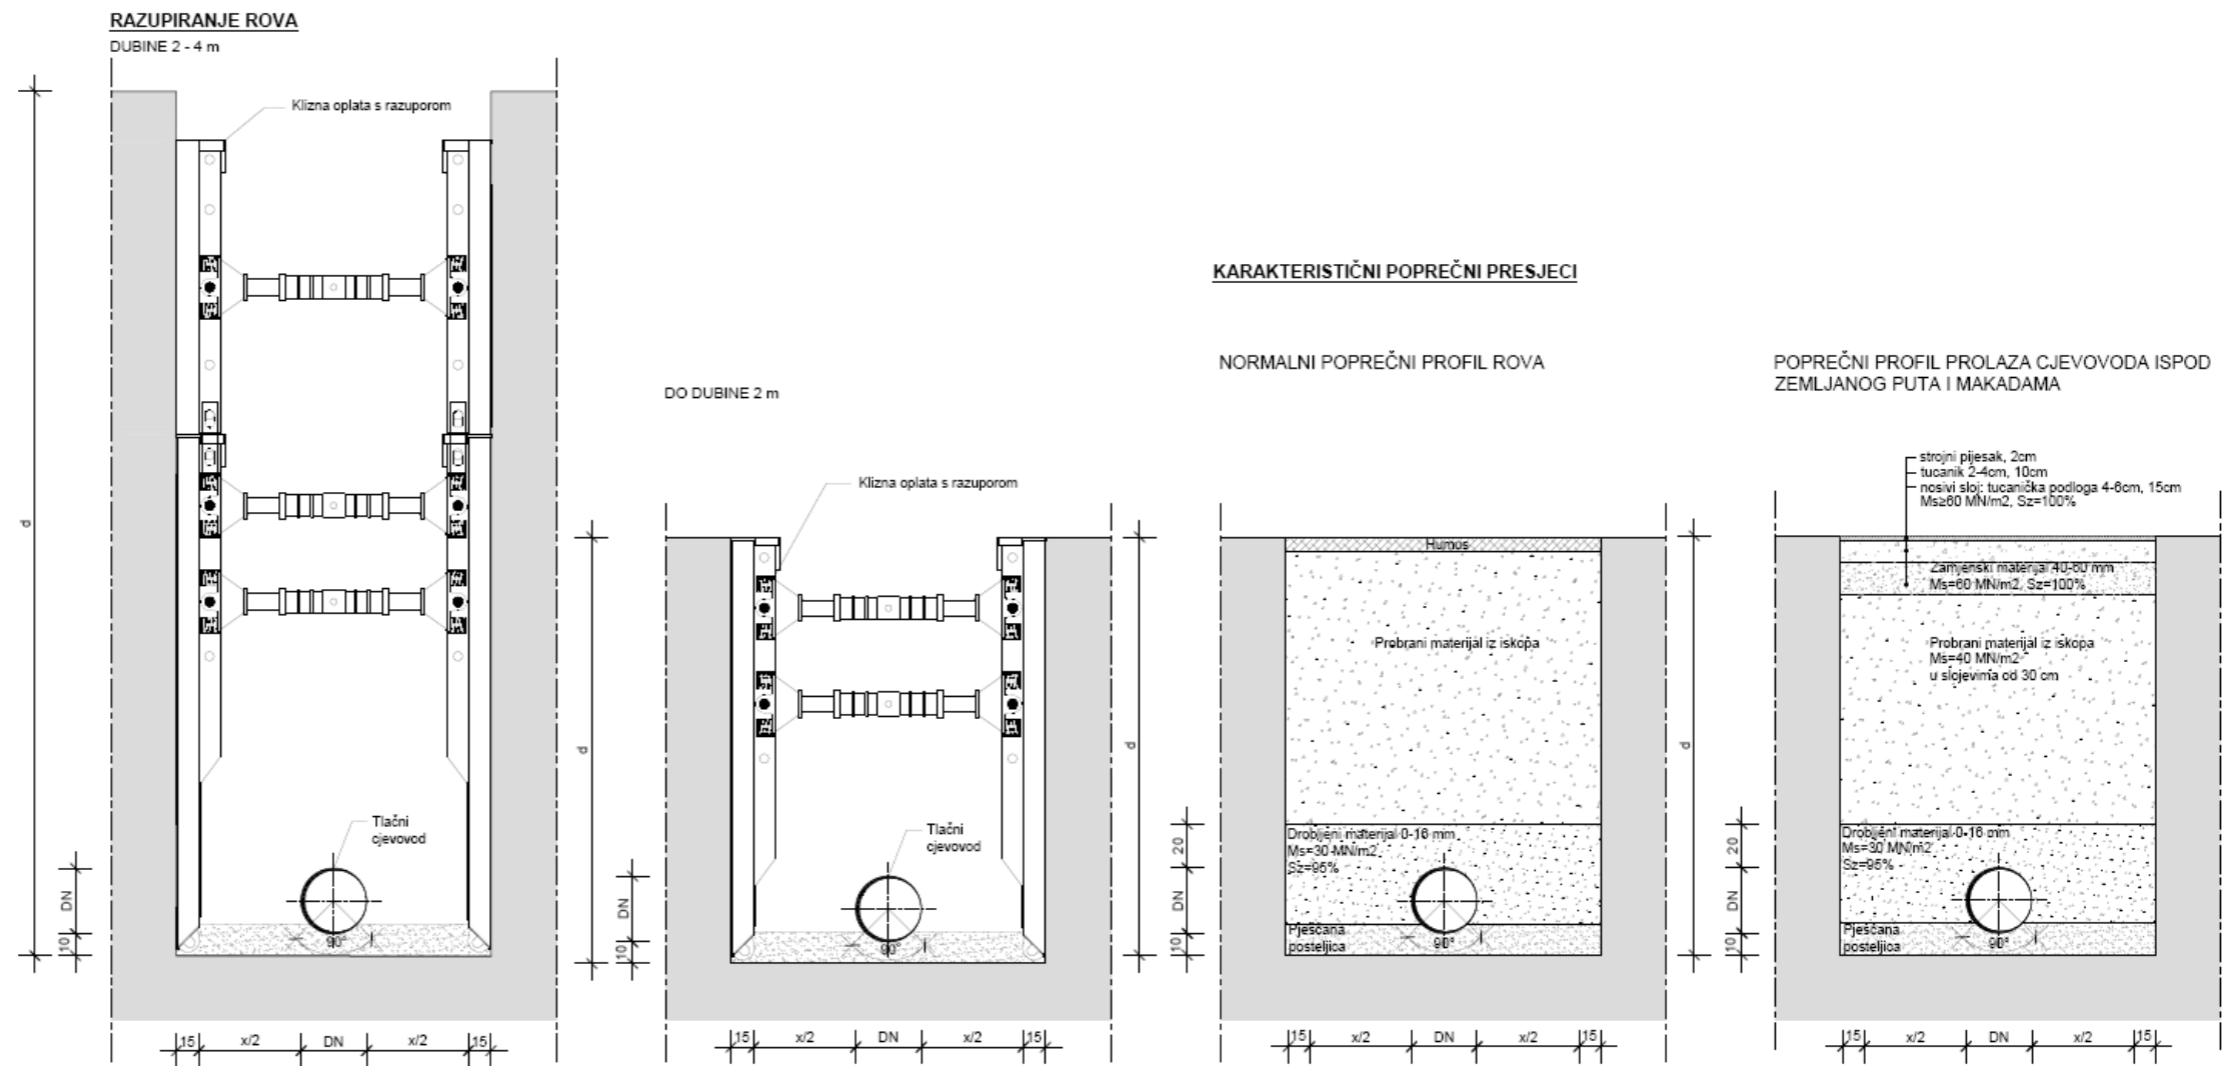 RAZUPIRANJE ROVA
DUBINE 2 - 4 m
Klizna oplata s razuporom
d
Tlačni
cjevovod
DN
10
90°
15
x/2
DN
x/2
15
DO DUBINE 2 m
Klizna oplata s razuporom
d
Tlačni
cjevovod
DN
10
90°
15
x/2
DN
x/2
15
KARAKTERISTIČNI POPREČNI PRESJECI
NORMALNI POPREČNI PROFIL ROVA
d
Humos
Probrani materijal iz iskopa
Drobljeni materijal 0-16 mm
Ms=30 MN/m2
Sz=95%
Pješčana
posteljica
20
DN
10
90°
15
x/2
DN
x/2
15
POPREČNI PROFIL PROLAZA CJEVOVODA ISPOD
ZEMLJANOG PUTA I MAKADAMA
strojni pijesak, 2cm
tucanik 2-4cm, 10cm
nosivi sloj: tucanička podloga 4-6cm, 15cm
Ms≥60 MN/m2, Sz=100%
d
Zamjenski materijal 40-60 mm
Ms=60 MN/m2, Sz=100%
Probrani materijal iz iskopa
Ms=40 MN/m2
u slojevima od 30 cm
Drobljeni materijal 0-16 mm
Ms=30 MN/m2
Sz=95%
Pješčana
posteljica
20
DN
10
90°
15
x/2
DN
x/2
15